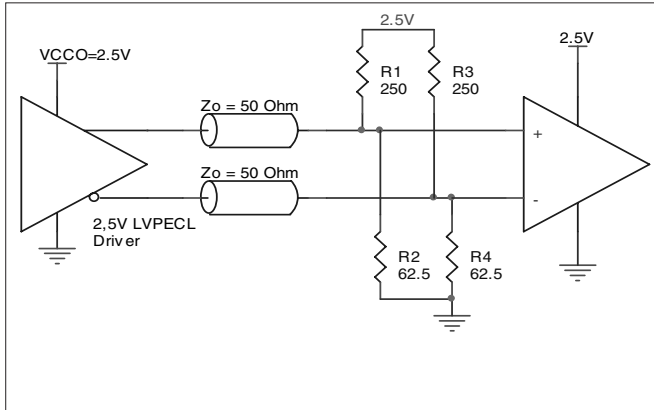 2.5V
VCCO=2.5V
2.5V
R1
250
R3
250
Zo = 50 Ohm
+
Zo = 50 Ohm
-
2,5V LVPECL
Driver
R2
62.5
R4
62.5